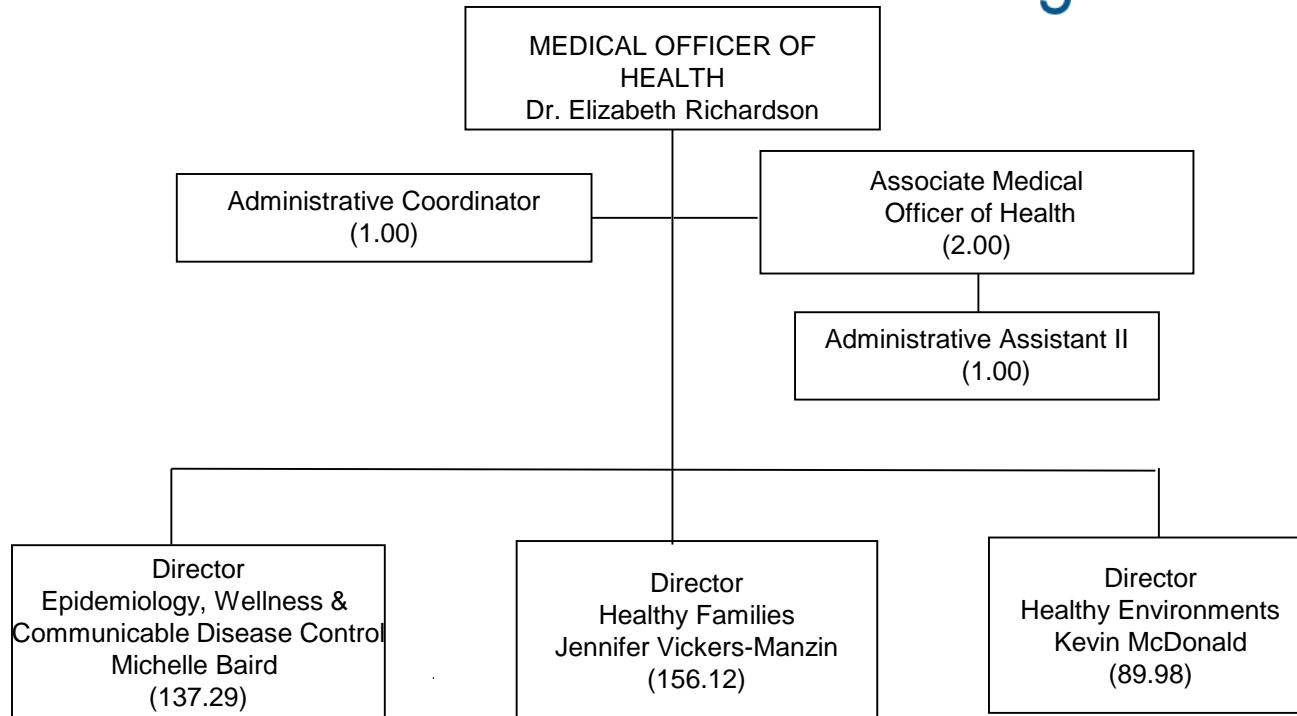 MEDICAL OFFICER OF
HEALTH
Dr. Elizabeth Richardson
Administrative Coordinator
(1.00)
Associate Medical
Officer of Health
(2.00)
Administrative Assistant II
(1.00)
Director
Epidemiology, Wellness &
Communicable Disease Control
Michelle Baird
(137.29)
Director
Healthy Families
Jennifer Vickers-Manzin
(156.12)
Director
Healthy Environments
Kevin McDonald
(89.98)